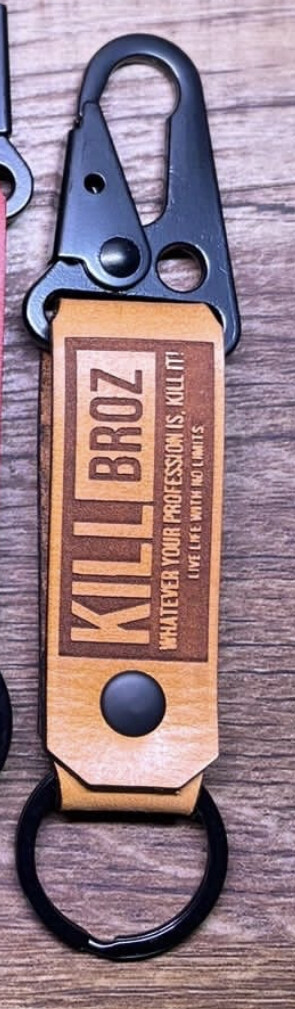 KILL BROZ
WHATEVER YOUR PROFESSION IS, KILL IT!
LIVE LIFE WITH NO LIMITS